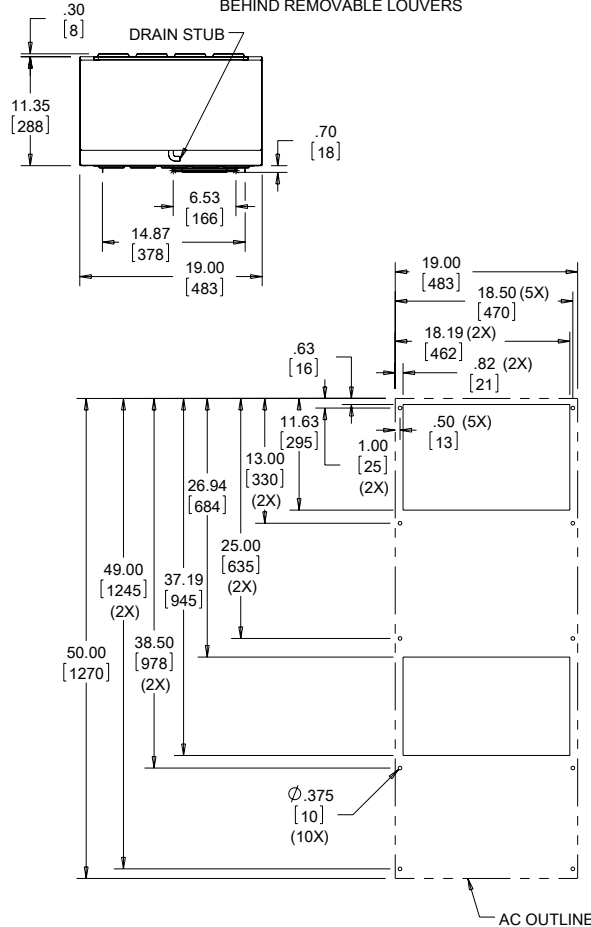 BEHIND REMOVABLE LOUVERS
.30
[8]
DRAIN STUB
11.35
[288]
.70
[18]
6.53
[166]
14.87
[378]
19.00
[483]
19.00
[483]
18.50 (5X)
[470]
18.19 (2X)
[462]
.63
[16]
.82 (2X)
[21]
11.63
[295]
.50 (5X)
[13]
1.00
[25]
(2X)
13.00
[330]
(2X)
26.94
[684]
25.00
[635]
(2X)
49.00
[1245]
(2X)
37.19
[945]
38.50
[978]
(2X)
50.00
[1270]
Ø.375
[10]
(10X)
AC OUTLINE